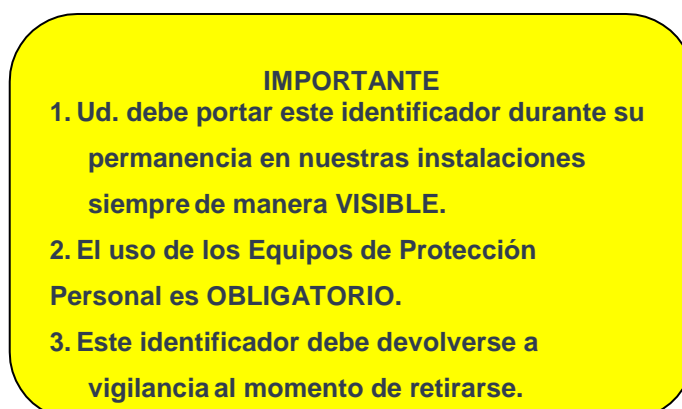 IMPORTANTE
1. Ud. debe portar este identificador durante su
permanencia en nuestras instalaciones
siempre de manera VISIBLE.
2. El uso de los Equipos de Protección
Personal es OBLIGATORIO.
3. Este identificador debe devolverse a
vigilancia al momento de retirarse.